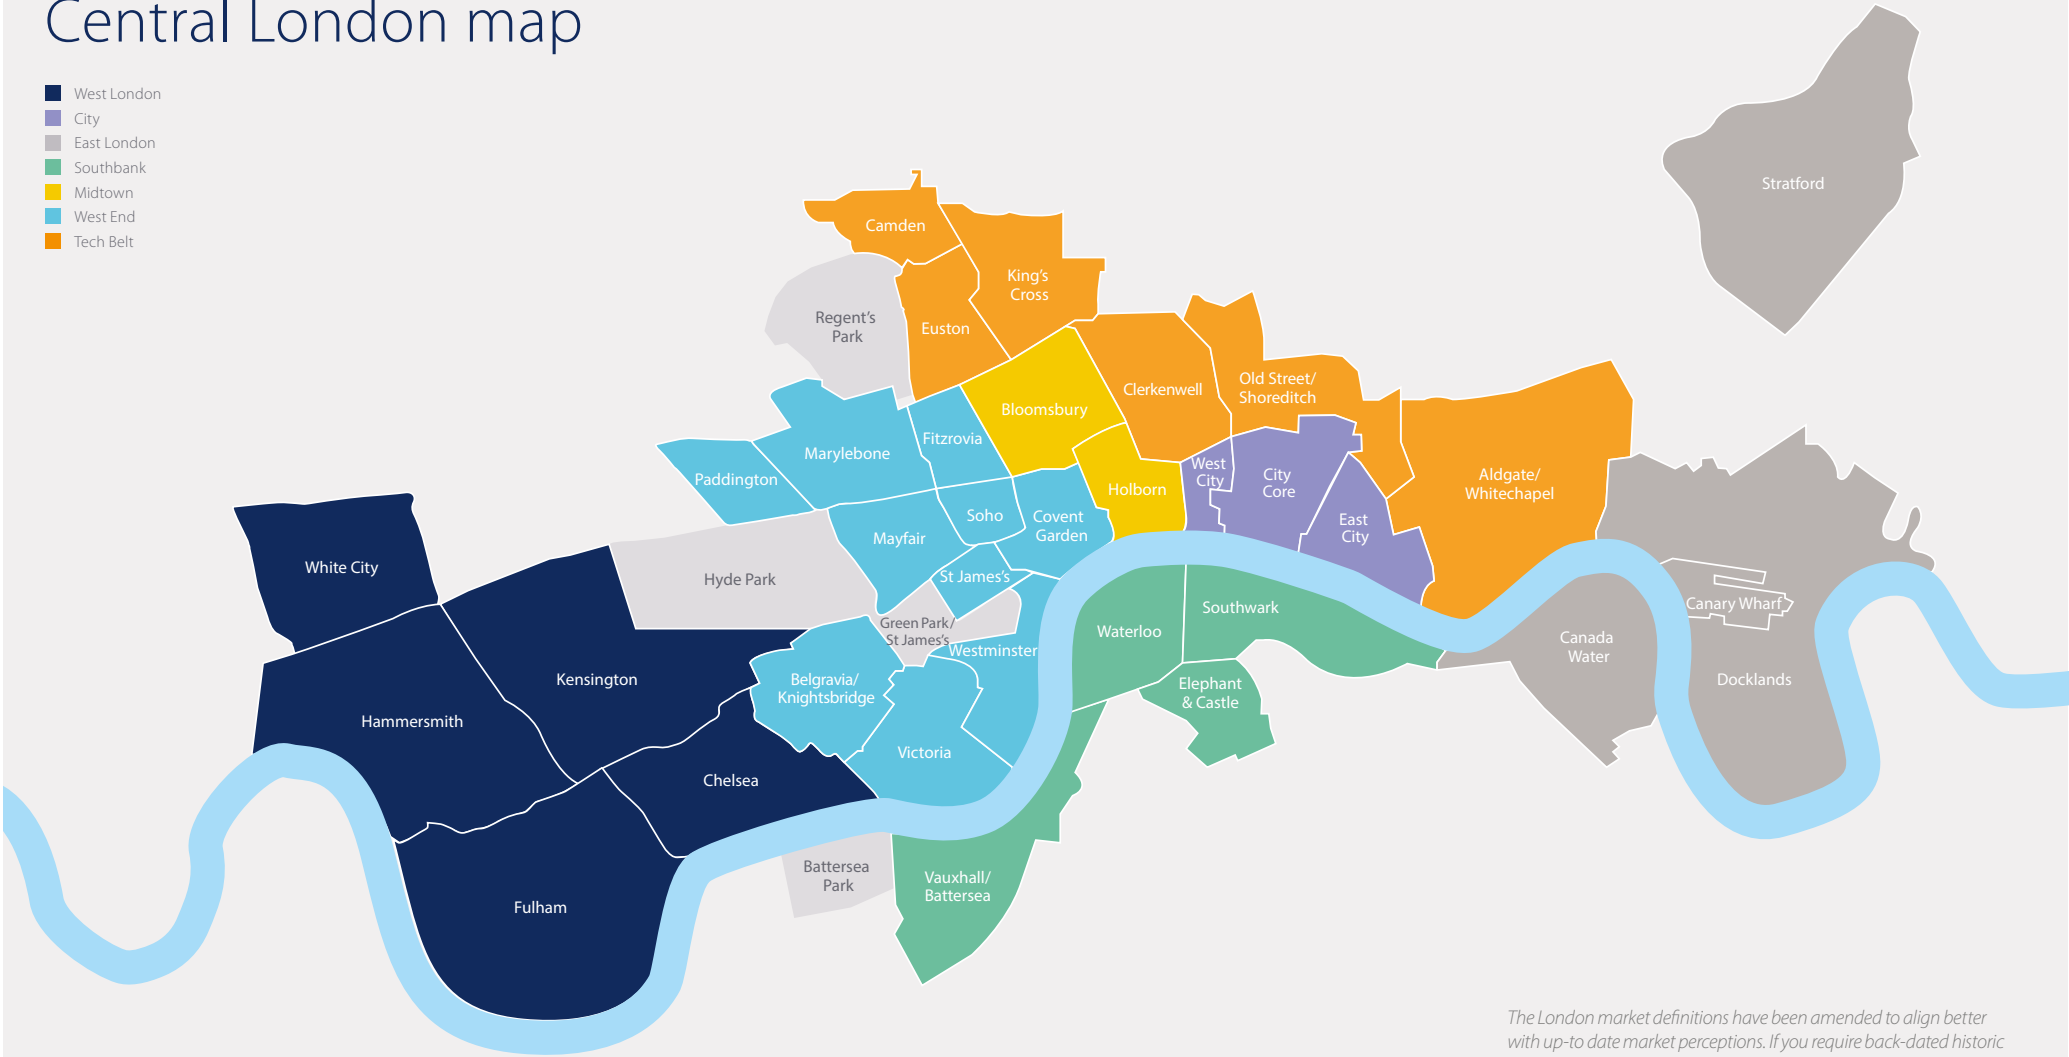 Central London map
West London
City
East London
Southbank
Midtown
West End
Tech Belt
Stratford
Camden
King's
Cross
Regent's
Park
Euston
Bloomsbury
Clerkenwell
Old Street/
Shoreditch
Fitzrovia
Marylebone
Paddington
West
City
City
Core
Aldgate/
Whitechapel
Holborn
Soho
Covent
Garden
East
City
Mayfair
White City
Hyde Park
St James's
Green Park/
St James's
Westminster
Waterloo
Southwark
Canary Wharf
Canada
Water
Docklands
Kensington
Belgravia/
Knightsbridge
Elephant
& Castle
Hammersmith
Victoria
Chelsea
Battersea
Park
Vauxhall/
Battersea
Fulham
The London market definitions have been amended to align better
with up-to date market perceptions. If you require back-dated historic